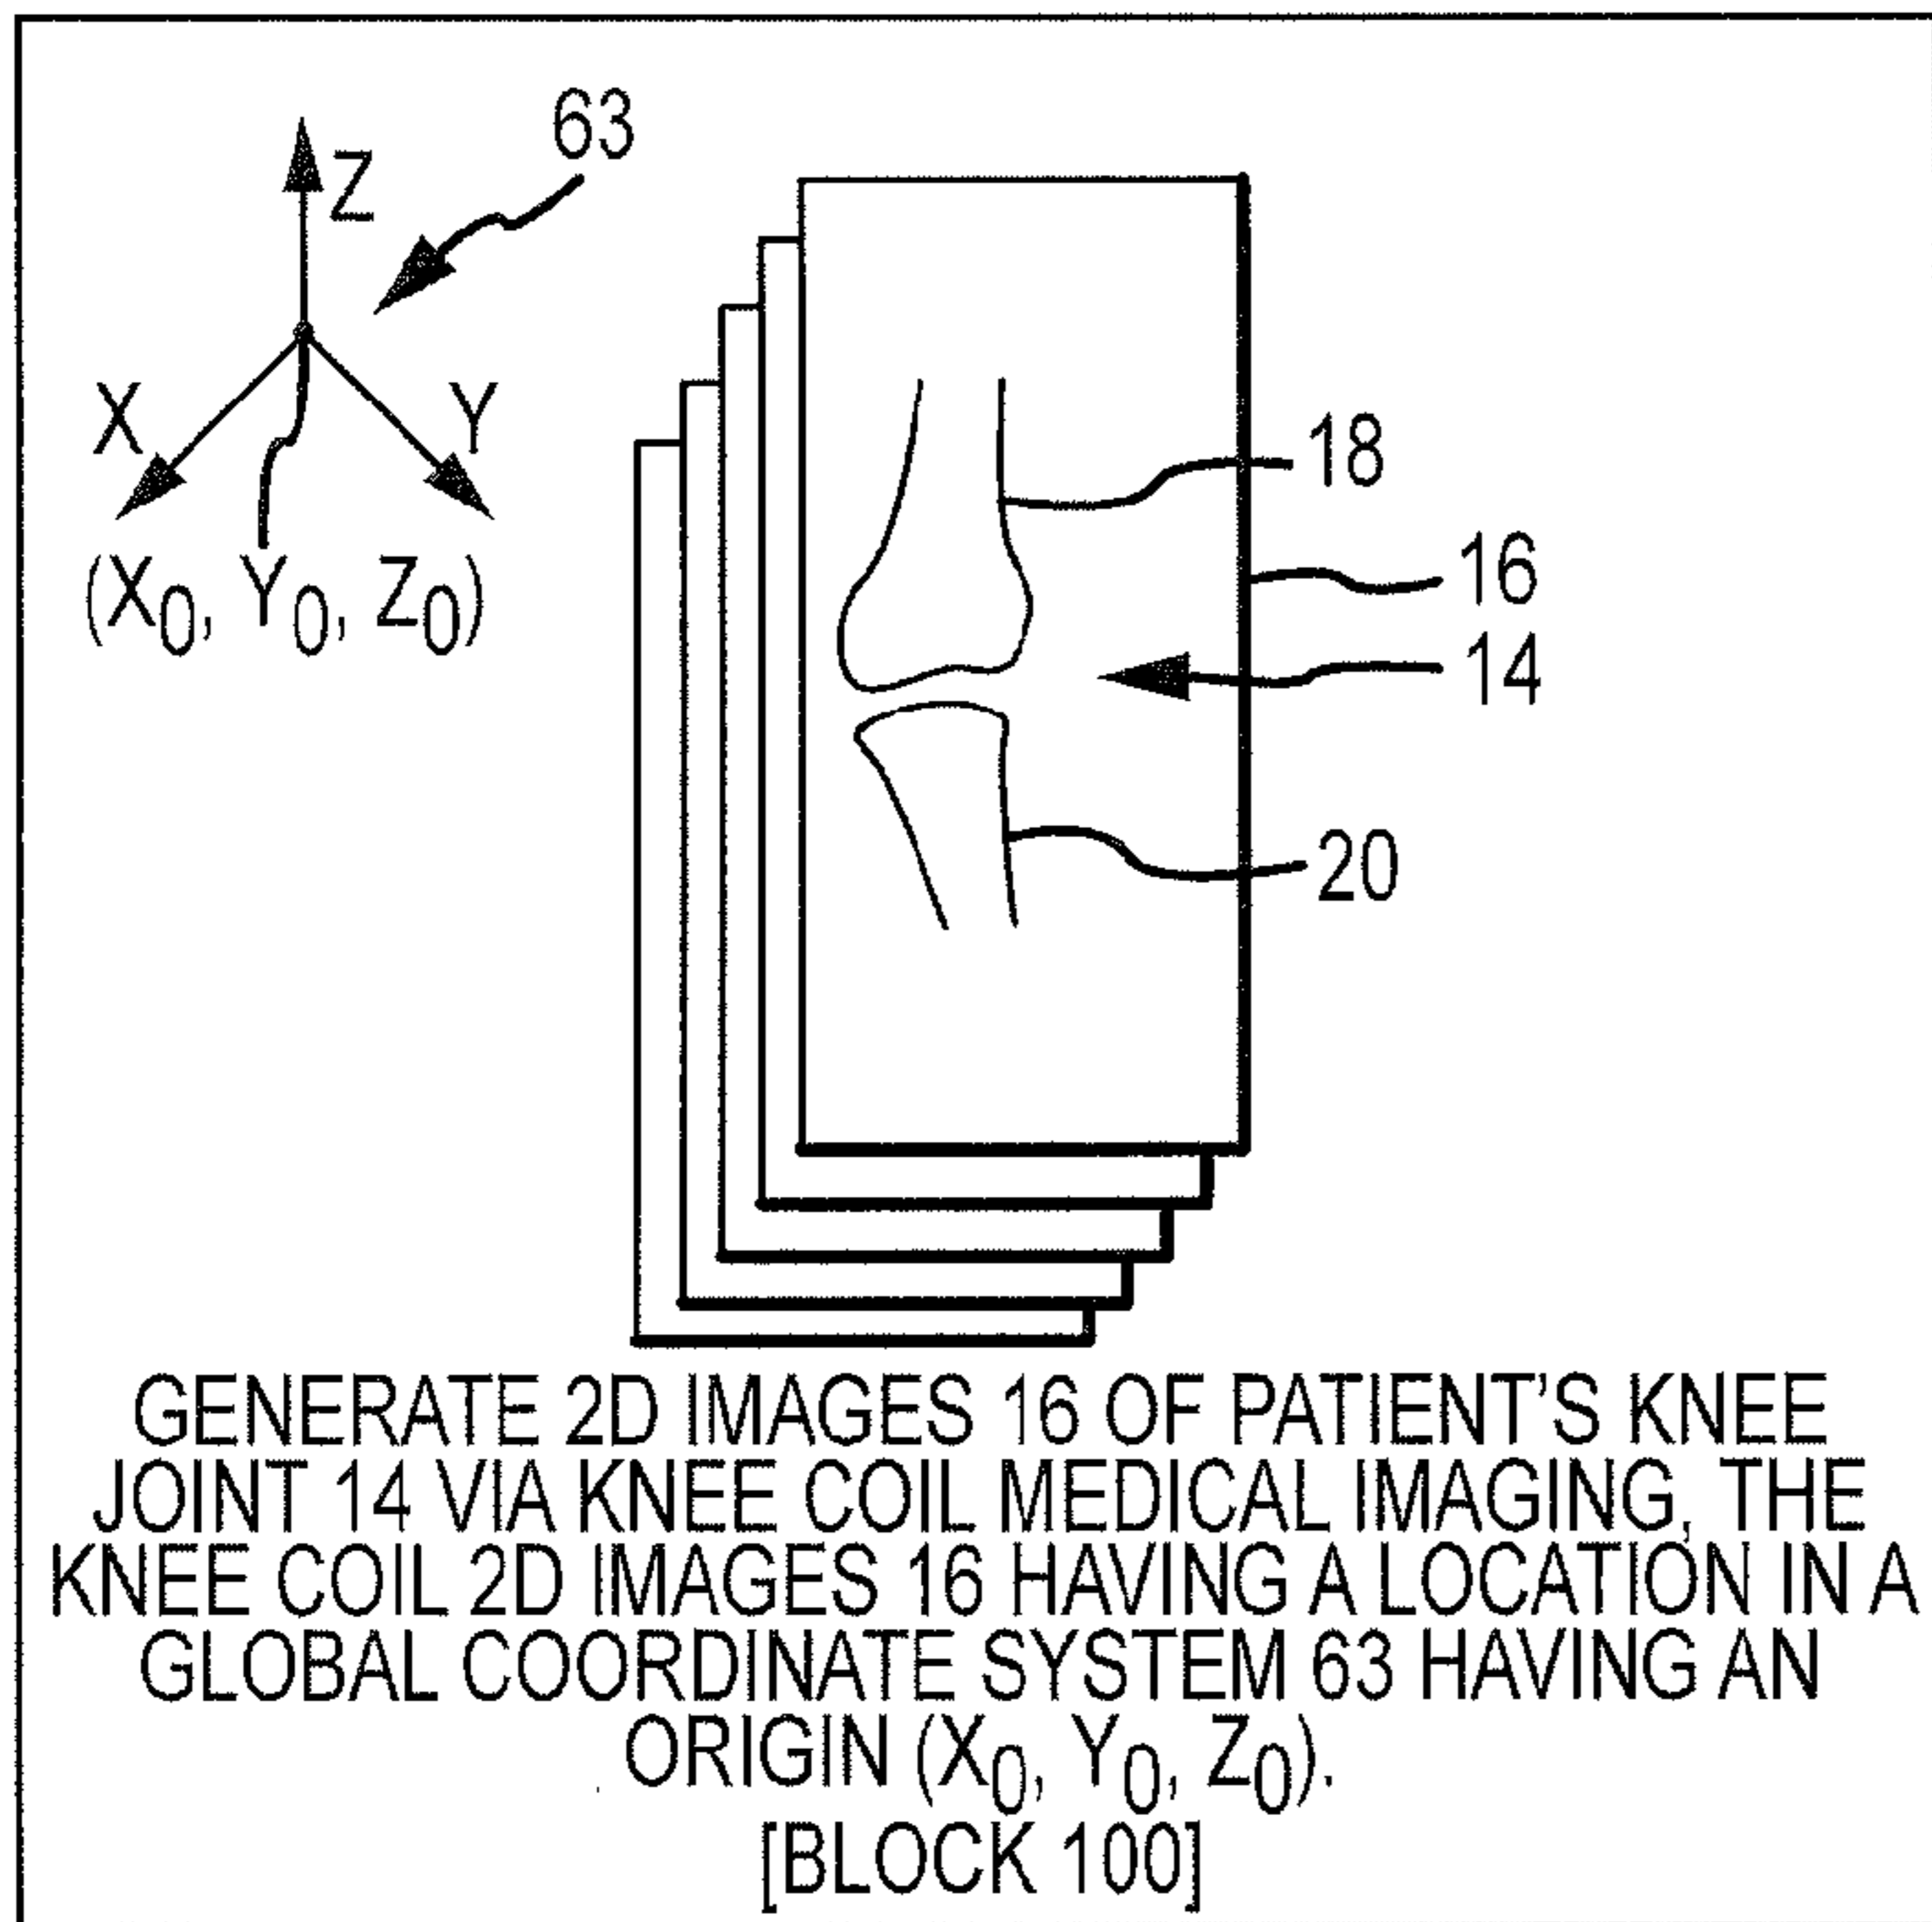 63
Z
X
Y
(X₀, Y₀, Z₀)
18
16
14
20
GENERATE 2D IMAGES 16 OF PATIENT'S KNEE
JOINT 14 VIA KNEE COIL MEDICAL IMAGING, THE
KNEE COIL 2D IMAGES 16 HAVING A LOCATION IN A
GLOBAL COORDINATE SYSTEM 63 HAVING AN
ORIGIN (X₀, Y₀, Z₀).
[BLOCK 100]